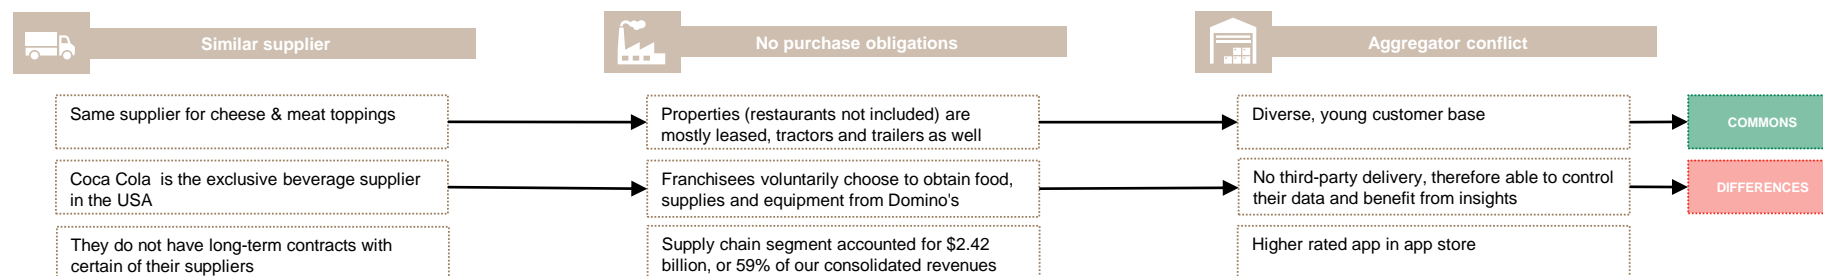 Similar supplier
No purchase obligations
Aggregator conflict
Same supplier for cheese & meat toppings
Properties (restaurants not included) are
mostly leased, tractors and trailers as well
Diverse, young customer base
COMMONS
Coca Cola  is the exclusive beverage supplier
in the USA
Franchisees voluntarily choose to obtain food,
supplies and equipment from Domino's
No third-party delivery, therefore able to control
their data and benefit from insights
DIFFERENCES
They do not have long-term contracts with
certain of their suppliers
Supply chain segment accounted for $2.42
billion, or 59% of our consolidated revenues
Higher rated app in app store